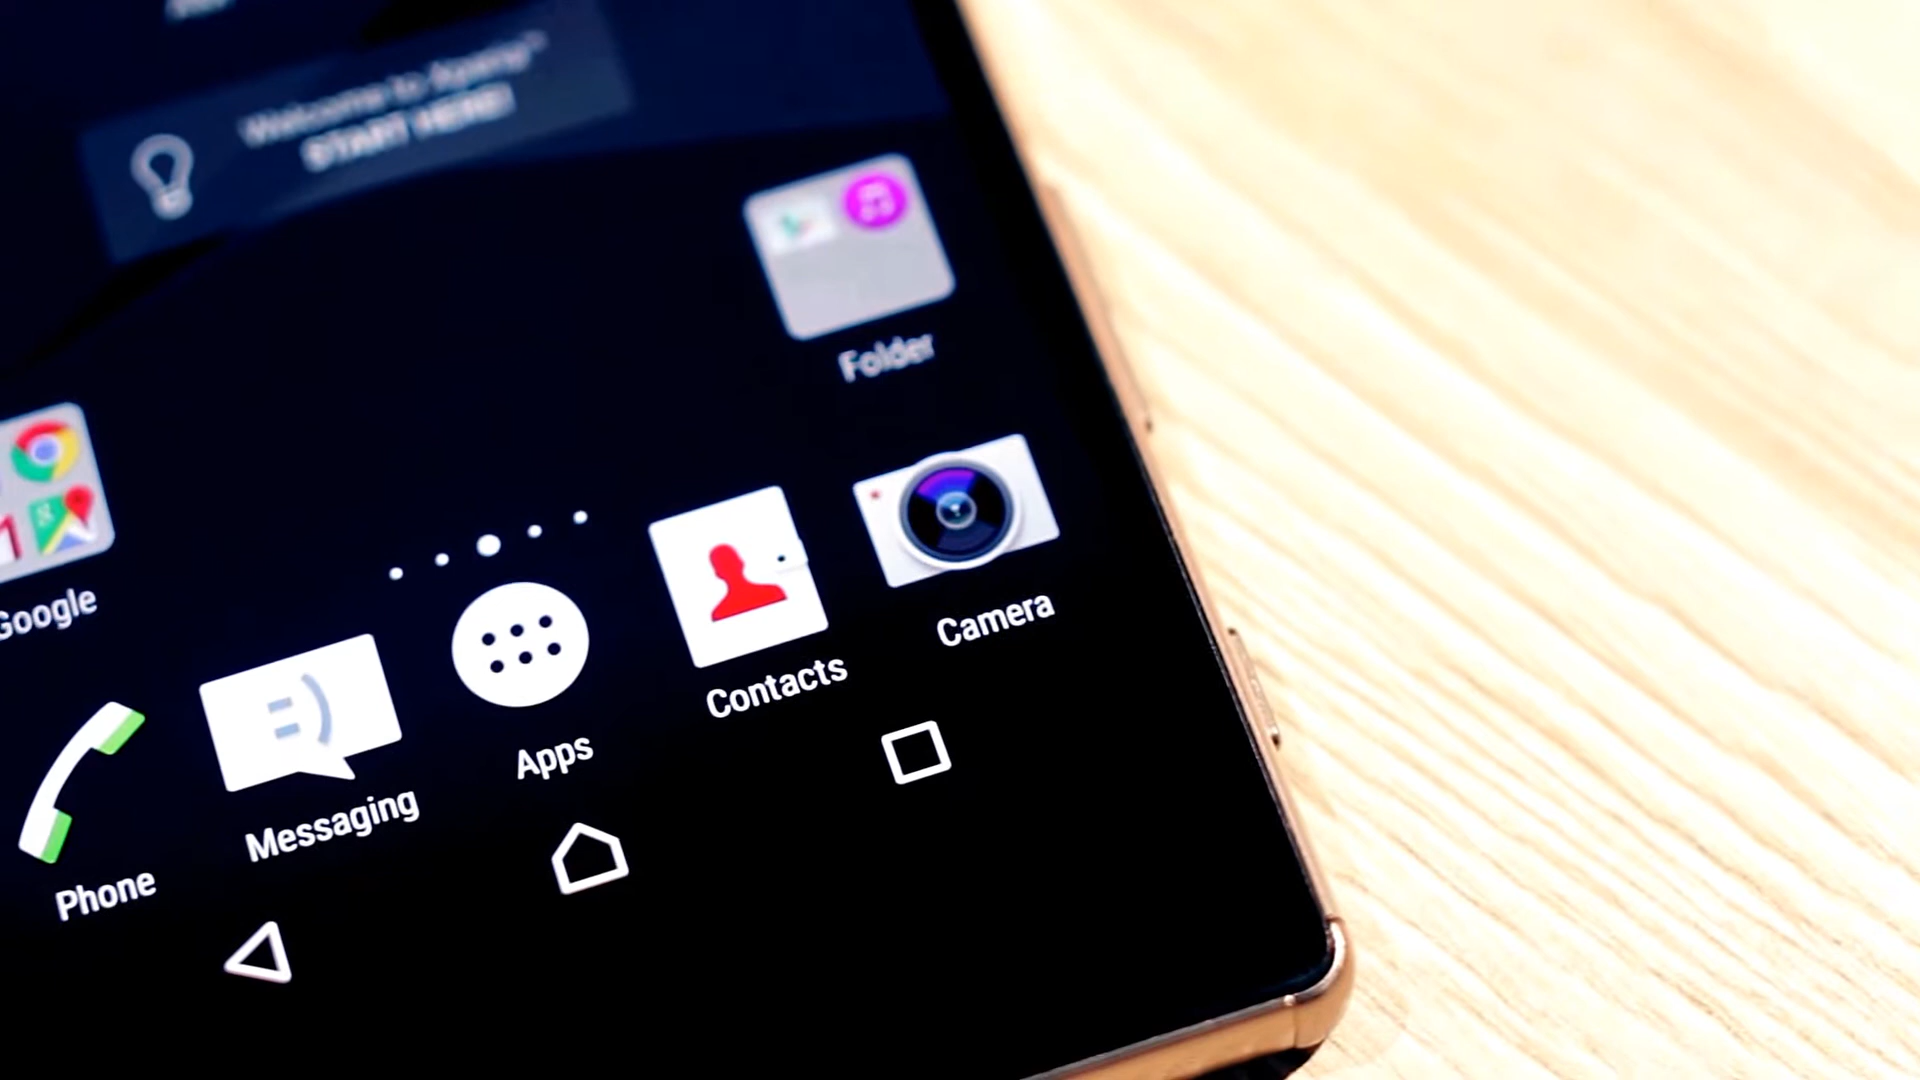 Welcome to Xperia™
START HERE!
Folder
Google
Camera
Contacts
Apps
Messaging
Phone